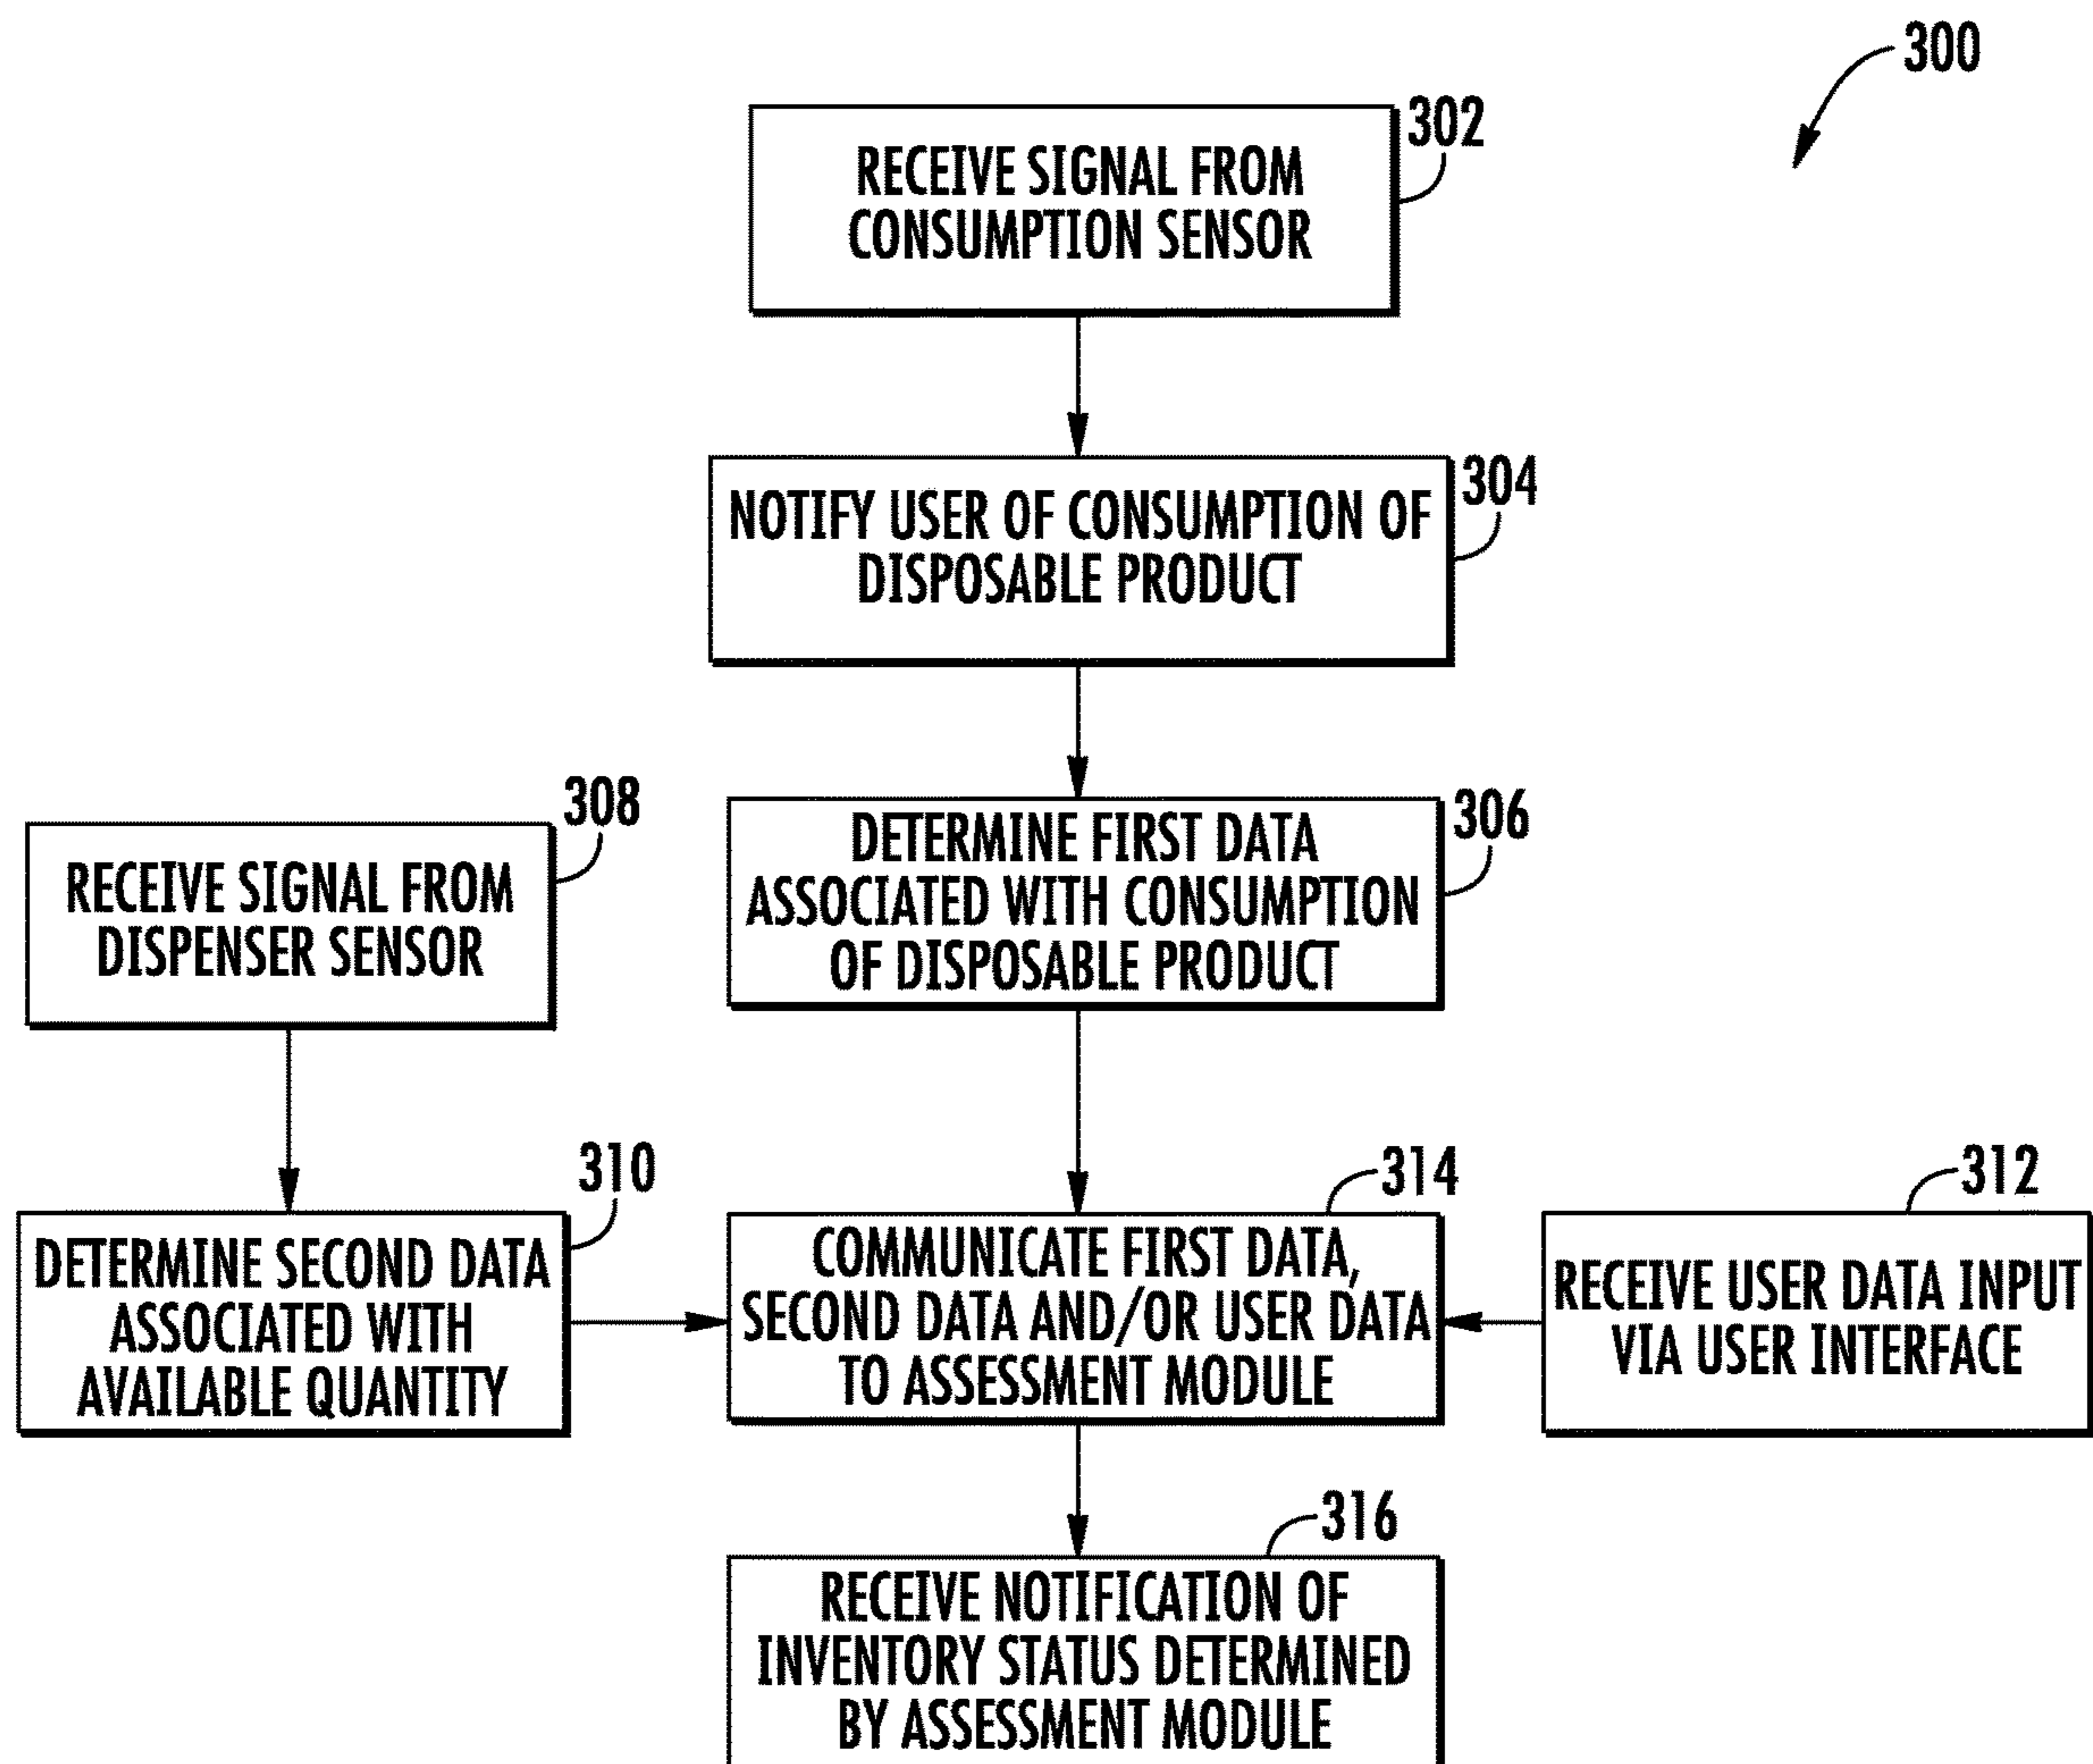 300
302
RECEIVE SIGNAL FROM
CONSUMPTION SENSOR
304
NOTIFY USER OF CONSUMPTION OF
DISPOSABLE PRODUCT
306
DETERMINE FIRST DATA
ASSOCIATED WITH CONSUMPTION
OF DISPOSABLE PRODUCT
308
RECEIVE SIGNAL FROM
DISPENSER SENSOR
310
DETERMINE SECOND DATA
ASSOCIATED WITH
AVAILABLE QUANTITY
314
COMMUNICATE FIRST DATA,
SECOND DATA AND/OR USER DATA
TO ASSESSMENT MODULE
312
RECEIVE USER DATA INPUT
VIA USER INTERFACE
316
RECEIVE NOTIFICATION OF
INVENTORY STATUS DETERMINED
BY ASSESSMENT MODULE